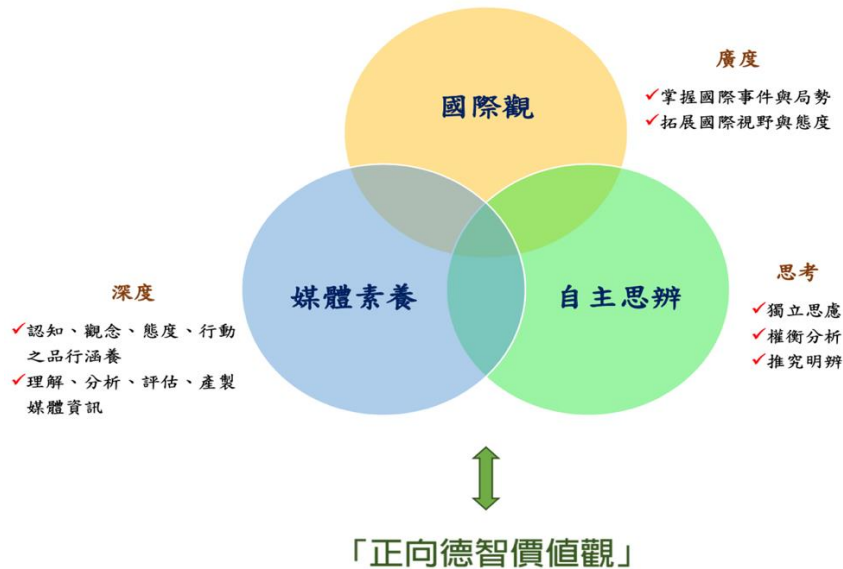 國際觀
廣度
✓掌握國際事件與局勢
✓拓展國際視野與態度
媒體素養
深度
✓認知、觀念、態度、行動
之品行涵養
✓理解、分析、評估、產製
媒體資訊
自主思辨
思考
✓獨立思慮
✓權衡分析
✓推究明辨
「正向德智價值觀」